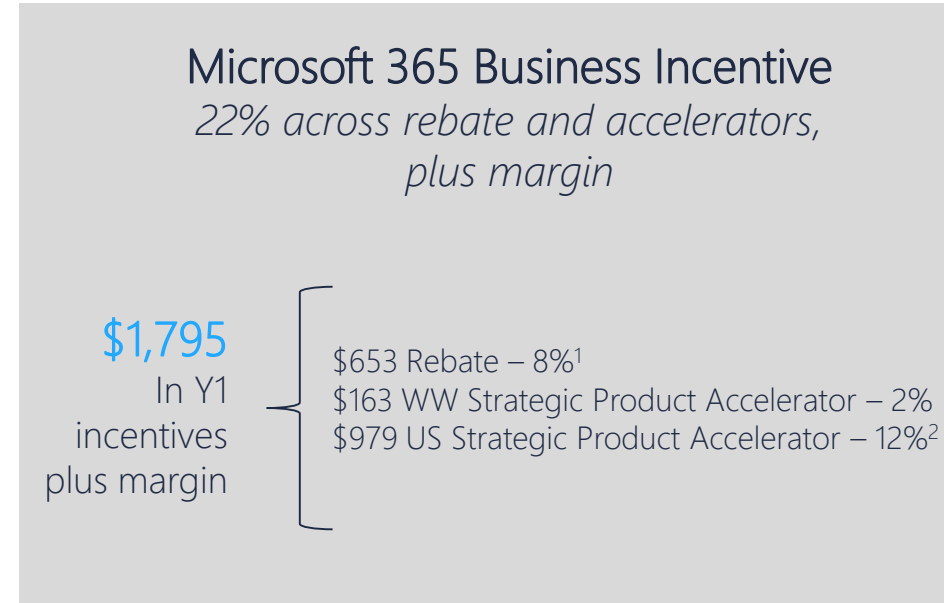 Microsoft 365 Business Incentive
22% across rebate and accelerators,
plus margin
$1,795
In Y1
incentives
plus margin
$653 Rebate – 8%¹
$163 WW Strategic Product Accelerator – 2%
$979 US Strategic Product Accelerator – 12%²